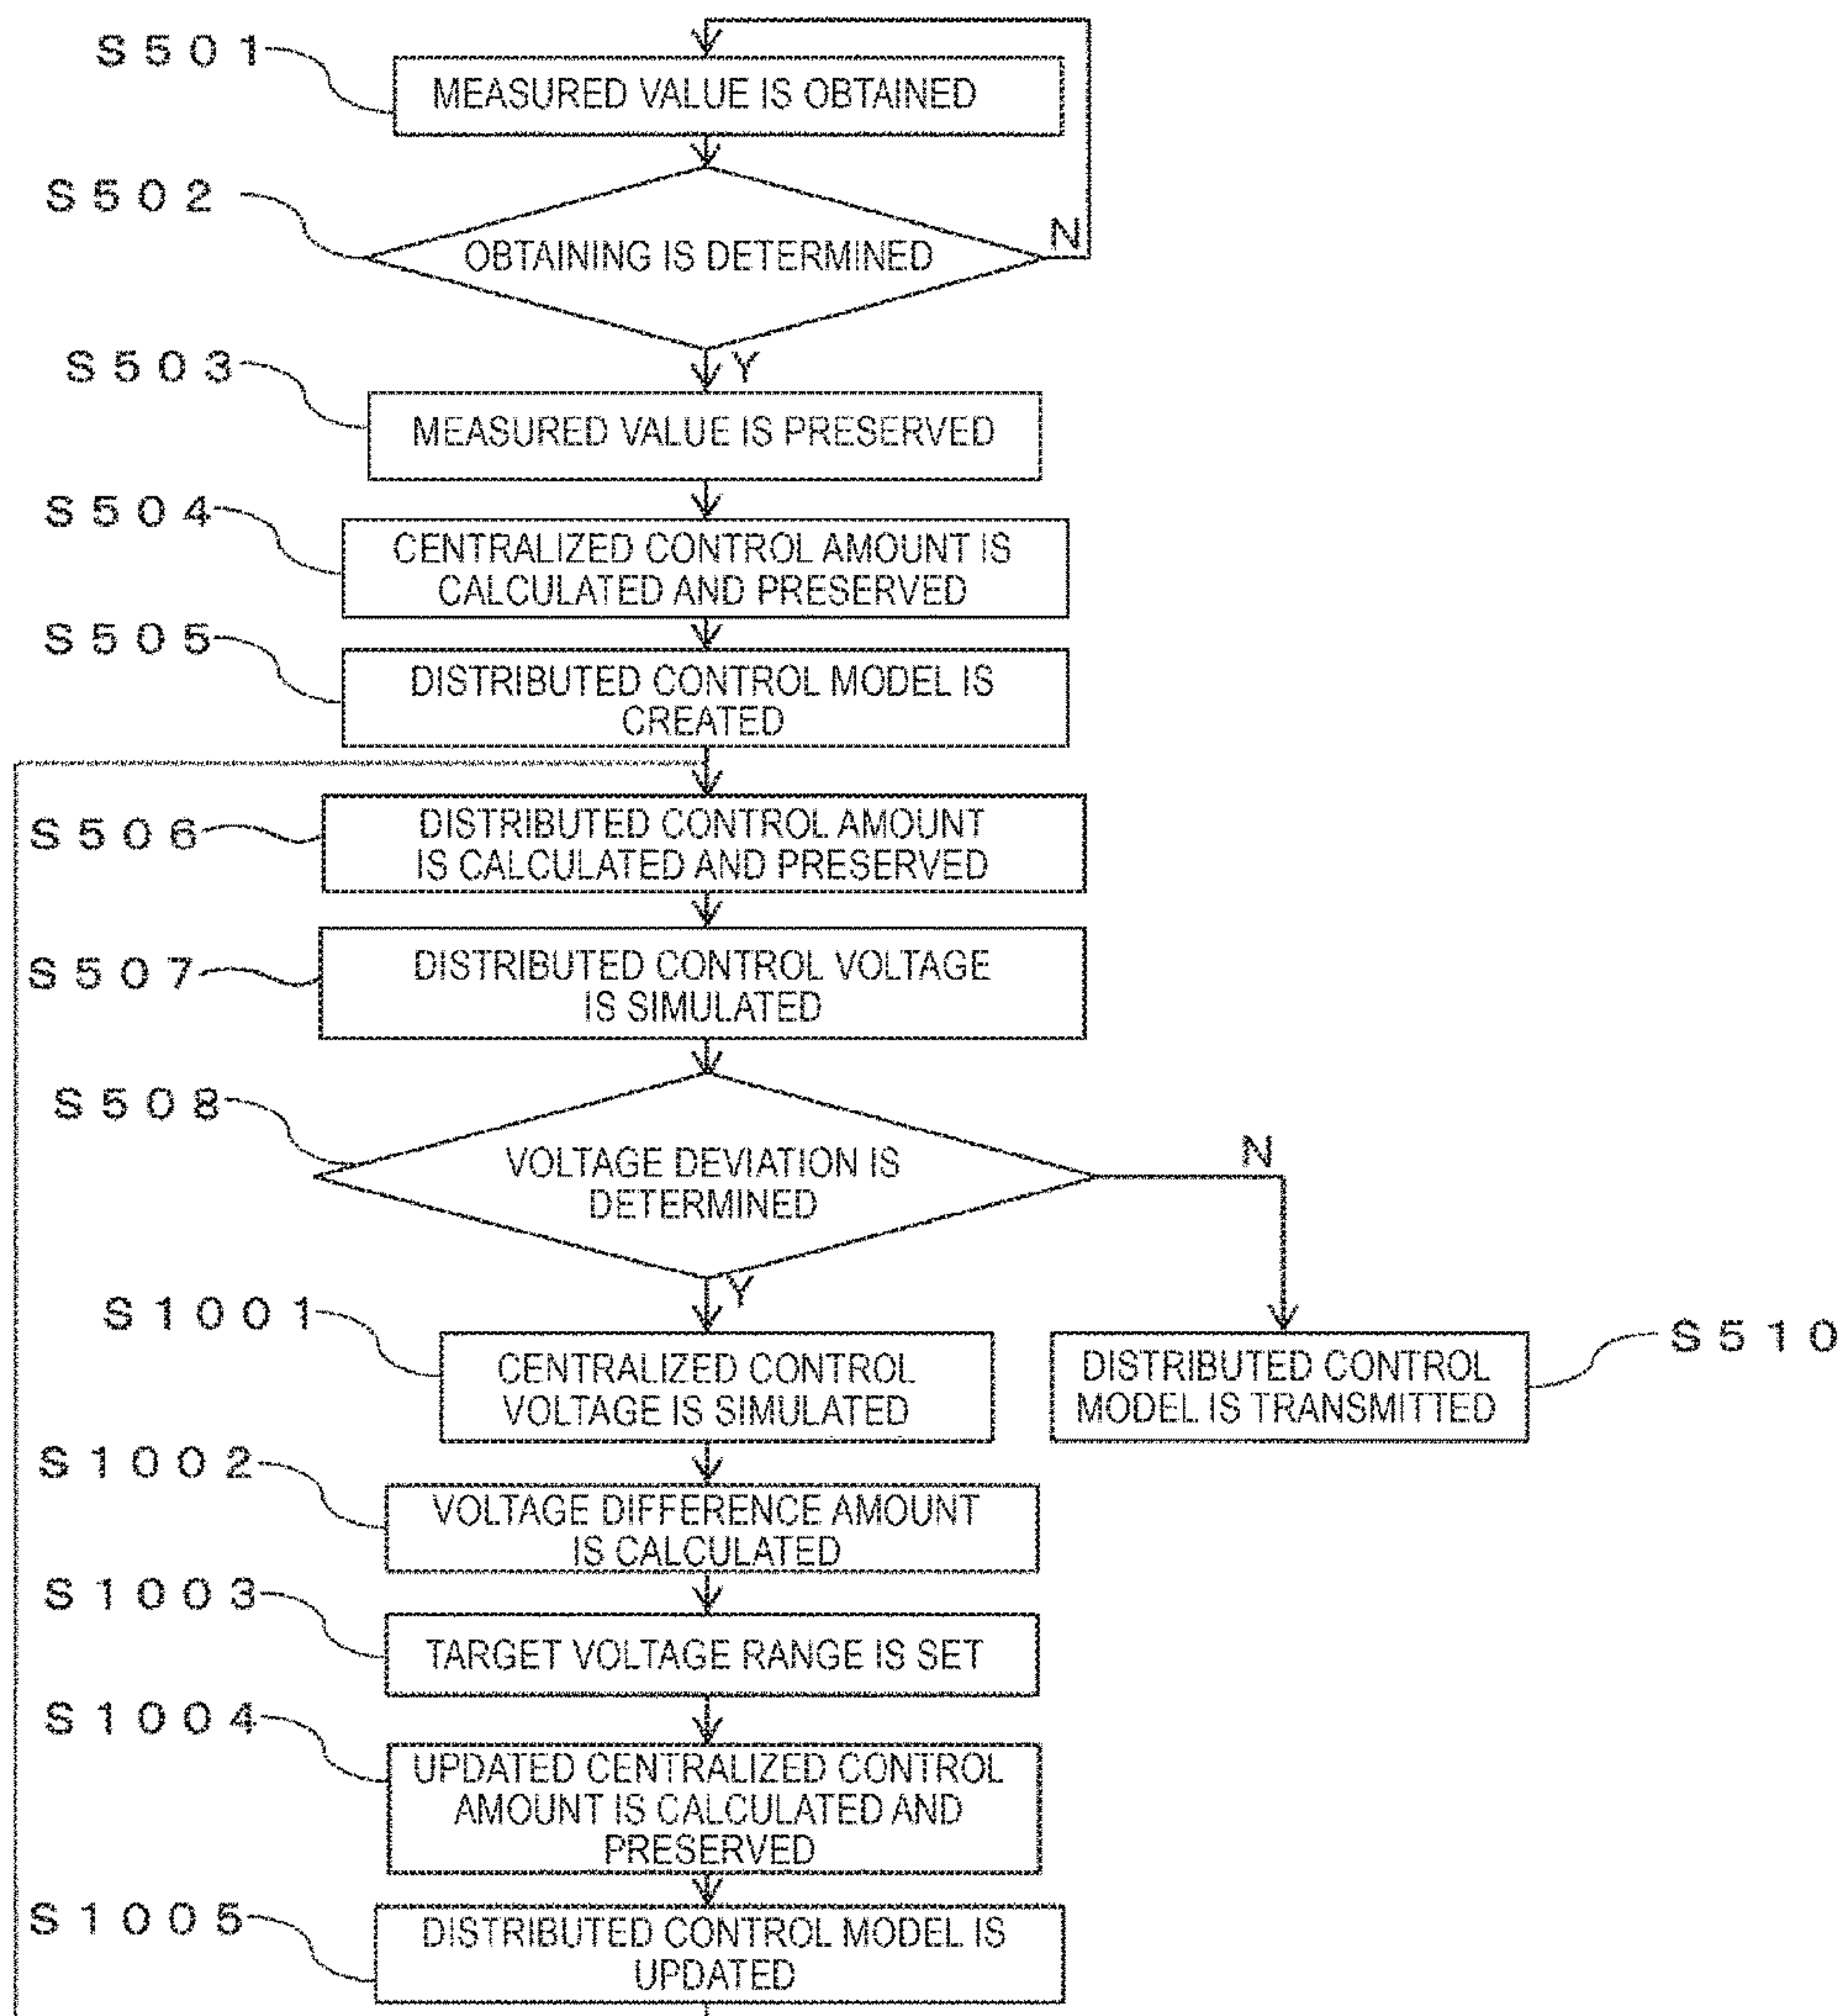 S501
MEASURED VALUE IS OBTAINED
S502
OBTAINING IS DETERMINED
N
S503
Y
MEASURED VALUE IS PRESERVED
S504
CENTRALIZED CONTROL AMOUNT IS
CALCULATED AND PRESERVED
S505
DISTRIBUTED CONTROL MODEL IS
CREATED
S506
DISTRIBUTED CONTROL AMOUNT
IS CALCULATED AND PRESERVED
S507
DISTRIBUTED CONTROL VOLTAGE
IS SIMULATED
S508
VOLTAGE DEVIATION IS
DETERMINED
N
Y
S1001
CENTRALIZED CONTROL
VOLTAGE IS SIMULATED
DISTRIBUTED CONTROL
MODEL IS TRANSMITTED
S510
S1002
VOLTAGE DIFFERENCE AMOUNT
IS CALCULATED
S1003
TARGET VOLTAGE RANGE IS SET
S1004
UPDATED CENTRALIZED CONTROL
AMOUNT IS CALCULATED AND
PRESERVED
S1005
DISTRIBUTED CONTROL MODEL IS
UPDATED